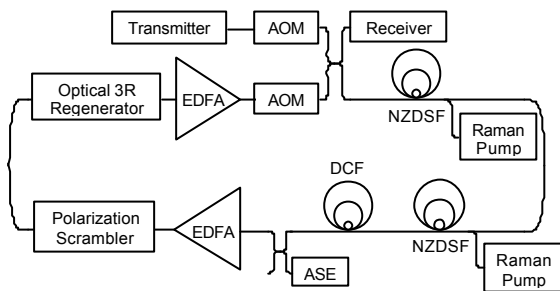 Transmitter
AOM
Receiver
Optical 3R
Regenerator
EDFA
AOM
NZDSF
Raman
Pump
DCF
Polarization
Scrambler
EDFA
NZDSF
ASE
Raman
Pump